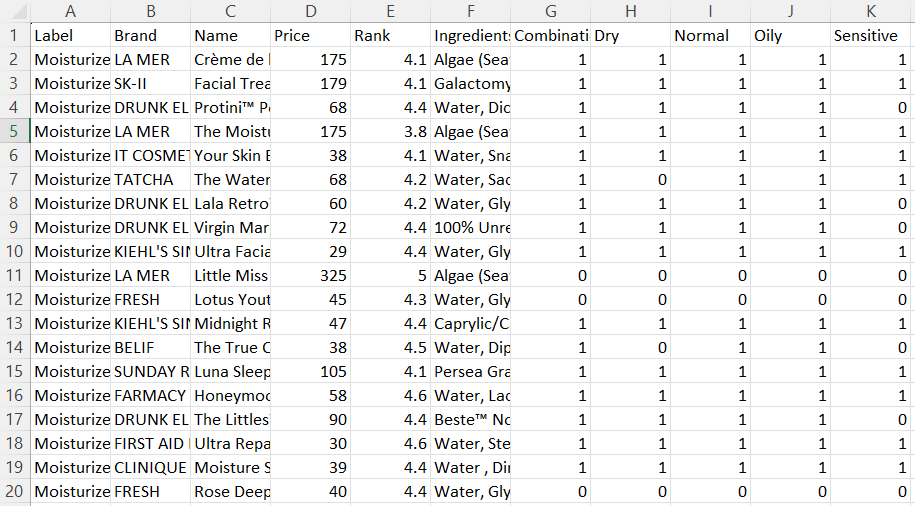 A B C D E F G H I J K
1 Label Brand Name Price Rank Ingredients Combinati Dry Normal Oily Sensitive
2 Moisturize LA MER Crème de 175 4.1 Algae (Sea 1 1 1 1 1
3 Moisturize SK-II Facial Trea 179 4.1 Galactomy 1 1 1 1 1
4 Moisturize DRUNK EL Protini™ P 68 4.4 Water, Dic 1 1 1 1 0
5 Moisturize LA MER The Moist 175 3.8 Algae (Sea 1 1 1 1 1
6 Moisturize IT COSMET Your Skin B 38 4.1 Water, Sna 1 1 1 1 1
7 Moisturize TATCHA The Water 68 4.2 Water, Sac 1 0 1 1 1
8 Moisturize DRUNK EL Lala Retro 60 4.2 Water, Gly 1 1 1 1 0
9 Moisturize DRUNK EL Virgin Mar 72 4.4 100% Unre 1 1 1 1 0
10 Moisturize KIEHL'S SIN Ultra Facia 29 4.4 Water, Gly 1 1 1 1 1
11 Moisturize LA MER Little Miss 325 5 Algae (Sea 0 0 0 0 0
12 Moisturize FRESH Lotus Yout 45 4.3 Water, Gly 0 0 0 0 0
13 Moisturize KIEHL'S SIN Midnight R 47 4.4 Caprylic/C 1 1 1 1 1
14 Moisturize BELIF The True C 38 4.5 Water, Dip 1 0 1 1 0
15 Moisturize SUNDAY R Luna Sleep 105 4.1 Persea Gra 1 1 1 1 1
16 Moisturize FARMACY Honeymoo 58 4.6 Water, Lac 1 1 1 1 1
17 Moisturize DRUNK EL The Littles 90 4.4 Beste™ No 1 1 1 1 0
18 Moisturize FIRST AID Ultra Repa 30 4.6 Water, Ste 1 1 1 1 1
19 Moisturize CLINIQUE Moisture S 39 4.4 Water , Di 1 1 1 1 1
20 Moisturize FRESH Rose Deep 40 4.4 Water, Gly 0 0 0 0 0